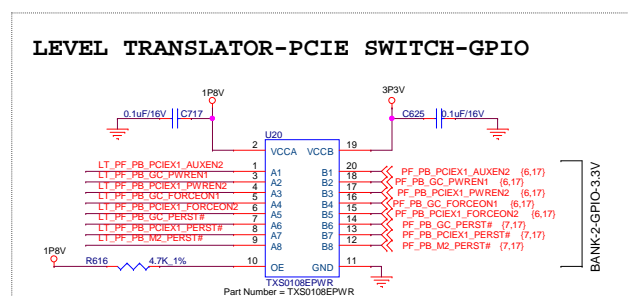 LEVEL TRANSLATOR-PCIE SWITCH-GPIO
1P8V
3P3V
0.1uF/16V C717
C625 0.1uF/16V
U20
2 VCCA VCCB 19
LT_PF_PB_PCIEX1_AUXEN2 1 A1 B1 20 PF_PB_PCIEX1_AUXEN2 {6,17}
LT_PF_PB_GC_PWREN1 3 A2 B2 18 PF_PB_GC_PWREN1 {6,17}
LT_PF_PB_PCIEX1_PWREN2 4 A3 B3 17 PF_PB_PCIEX1_PWREN2 {6,17}
LT_PF_PB_GC_FORCEON1 5 A4 B4 16 PF_PB_GC_FORCEON1 {6,17}
LT_PF_PB_PCIEX1_FORCEON2 6 A5 B5 15 PF_PB_PCIEX1_FORCEON2 {6,17}
LT_PF_PB_GC_PERST# 7 A6 B6 14 PF_PB_GC_PERST# {7,17}
LT_PF_PB_PCIEX1_PERST# 8 A7 B7 13 PF_PB_PCIEX1_PERST# {7,17}
LT_PF_PB_M2_PERST# 9 A8 B8 12 PF_PB_M2_PERST# {7,17}
BANK-2-GPIO-3.3V
1P8V
R616 4.7K_1% 10 OE GND 11
TXS0108EPWR
Part Number = TXS0108EPWR